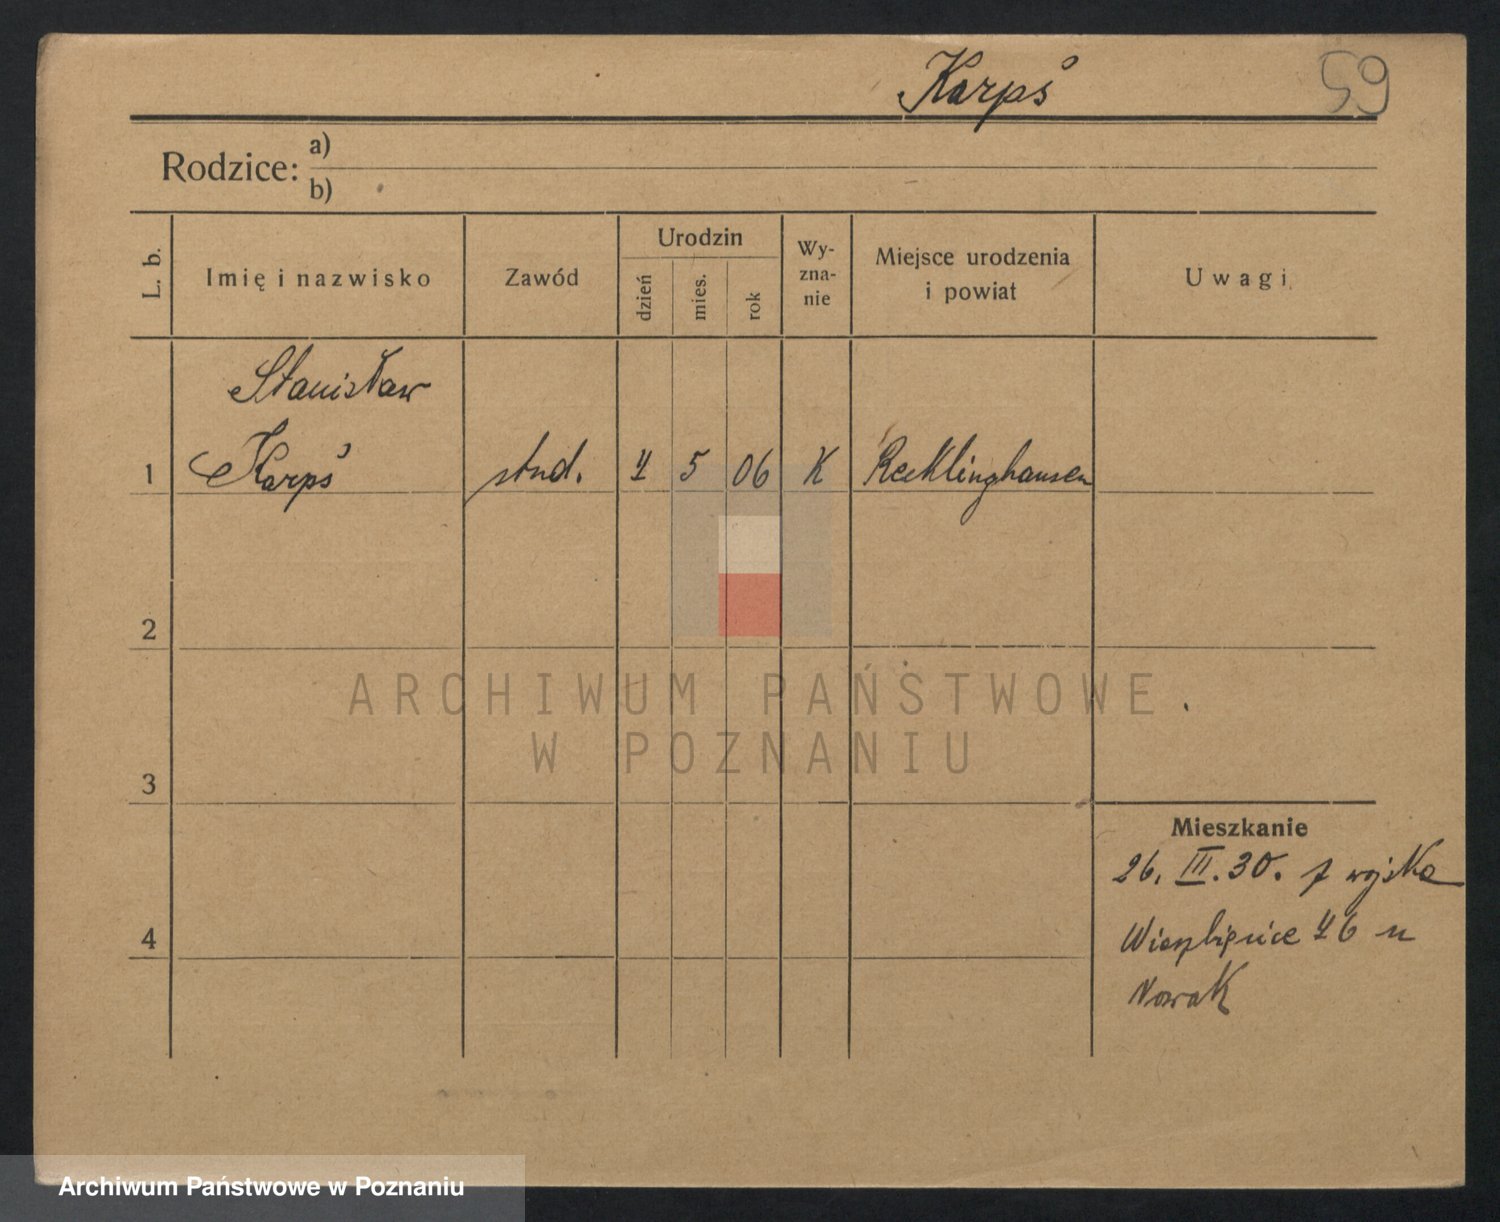 Karpś 59
Rodzice: a)
b)
L. b. Imię i nazwisko Zawód Urodzin dzień mies. rok Wy-zna-nie Miejsce urodzenia i powiat Uwagi
Stanisław
1 Karpś stud. 4 5 06 K Recklinghausen
2
3
Mieszkanie
26. III. 30. z wojska
4 46 u
Nowak
ARCHIWUM PAŃSTWOWE
W POZNANIU
Archiwum Państwowe w Poznaniu